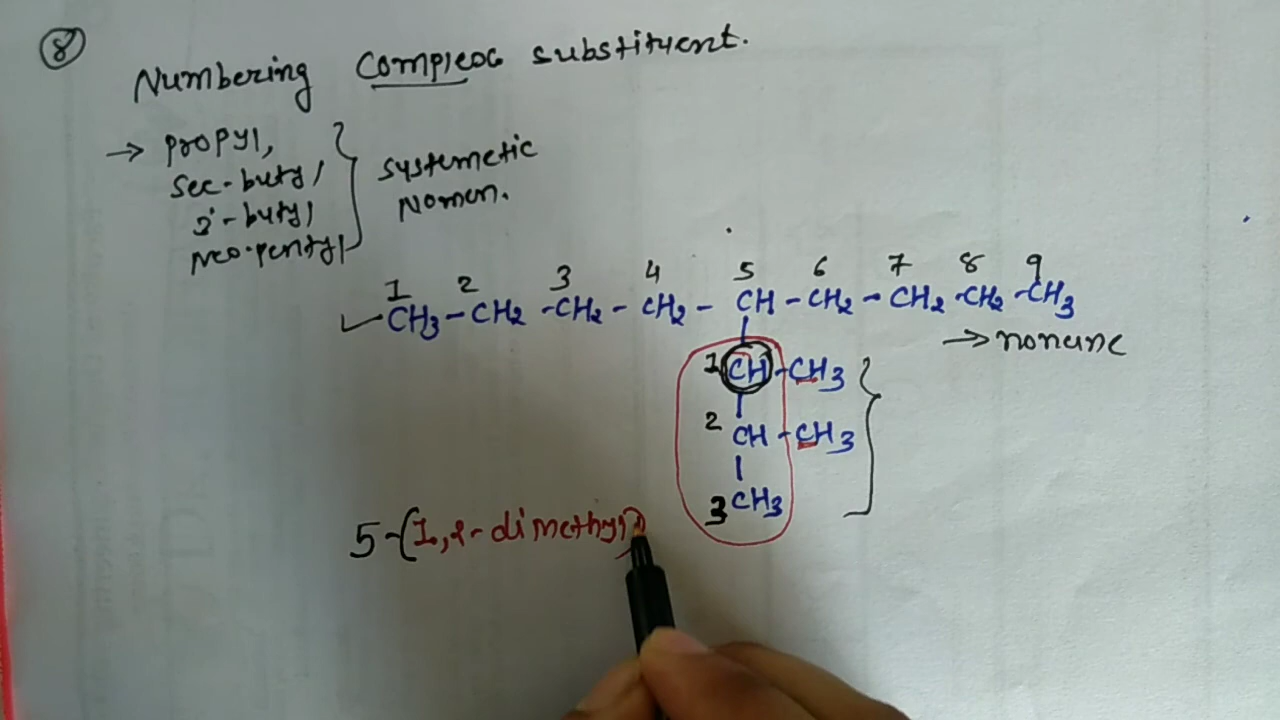 8
Numbering Complex substituent.
→ propyl,
sec-butyl
3°-butyl
neo-pentyl
systemetic
Nomen.
1 2 3 4 5 6 7 8 9
CH3-CH2-CH2-CH2-CH-CH2-CH2-CH2-CH3
→ nonane
1 CH-CH3
2 CH-CH3
3 CH3
5-(1,2-dimethyl)